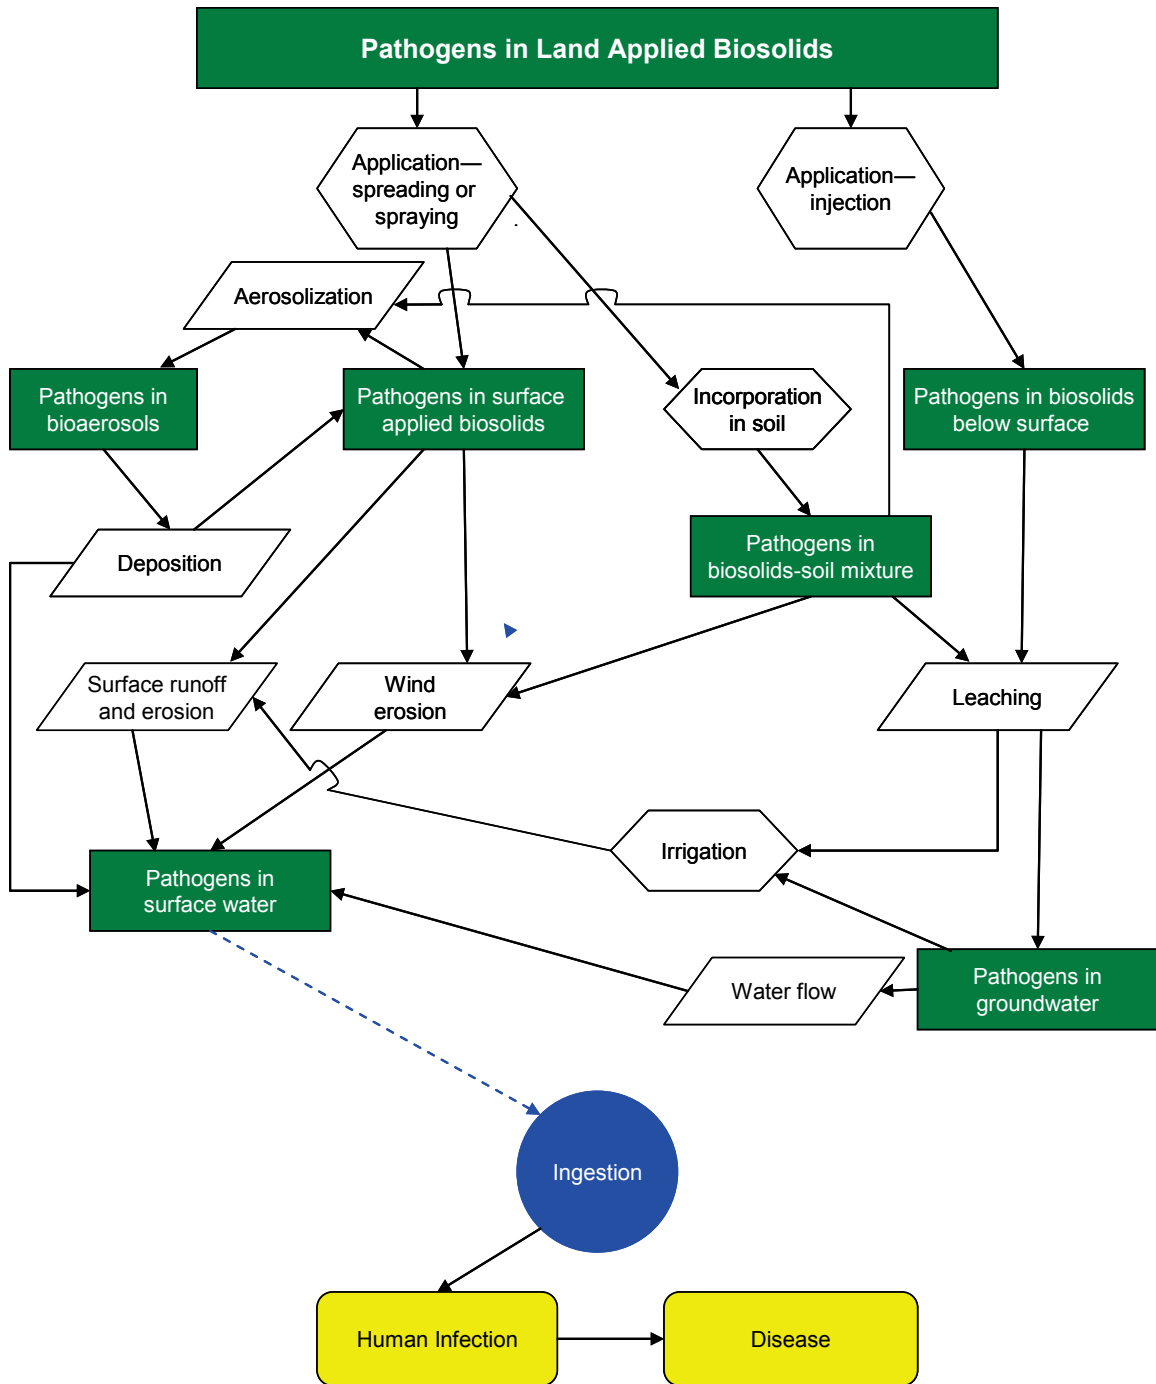 Pathogens in Land Applied Biosolids
Application—
spreading or
spraying
Application—
injection
Aerosolization
Pathogens in
bioaerosols
Pathogens in surface
applied biosolids
Incorporation
in soil
Pathogens in biosolids
below surface
Deposition
Pathogens in
biosolids-soil mixture
Surface runoff
and erosion
Wind
erosion
Leaching
Irrigation
Pathogens in
surface water
Water flow
Pathogens in
groundwater
Ingestion
Human Infection
Disease